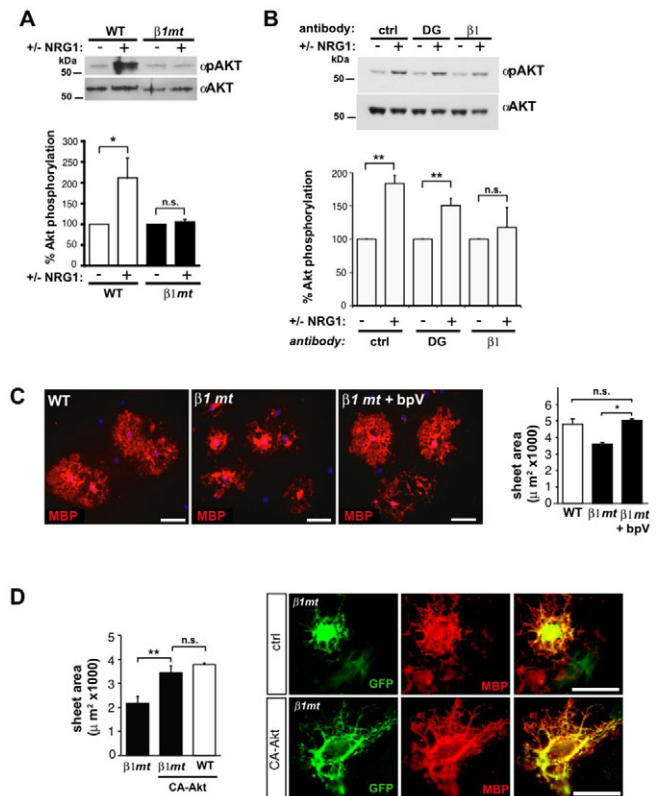 A
WT β1mt
+/- NRG1: - + - +
kDa
50 αpAKT
50 αAKT
% Akt phosphorylation
300
250
200
150
100
50
0
* n.s.
+/- NRG1: - + - +
WT β1mt
B
antibody: ctrl DG β1
+/- NRG1: - + - + - +
kDa
50 αpAKT
50 αAKT
% Akt phosphorylation
200
150
100
0
** ** n.s.
+/- NRG1: - + - + - +
antibody: ctrl DG β1
C
WT β1 mt β1 mt + bpV
MBP MBP MBP
sheet area
(μ m² x1000)
6
5
4
3
2
1
0
n.s.
*
WT β1mt β1mt
+ bpV
D
sheet area
(μ m² x1000)
5
4
3
2
1
0
** n.s.
β1mt β1mt WT
CA-Akt
ctrl
β1mt
GFP MBP
CA-Akt
β1mt
GFP MBP